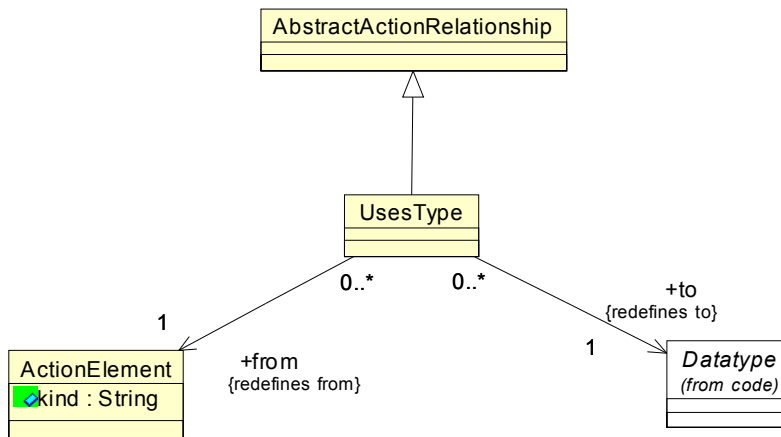 AbstractActionRelationship
UsesType
0..*
0..*
+to
{redefines to}
1
1
+from
{redefines from}
ActionElement
kind : String
Datatype
(from code)